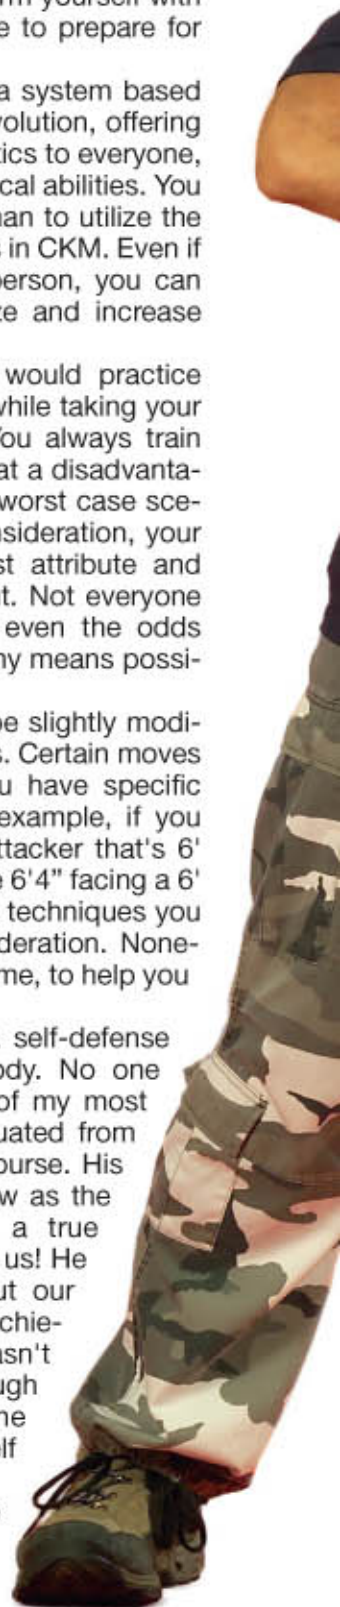 rm yourself with
e to prepare for
a system based
volution, offering
tics to everyone,
cal abilities. You
nan to utilize the
s in CKM. Even if
person, you can
ze and increase
would practice
while taking your
You always train
at a disadvanta-
worst case sce-
nsideration, your
st attribute and
nt. Not everyone
even the odds
ny means possi-
be slightly modi-
s. Certain moves
u have specific
example, if you
ttacker that's 6'
e 6'4” facing a 6'
techniques you
deration. None-
me, to help you
self-defense
ody. No one
of my most
uated from
ourse. His
w as the
a true
us! He
ut our
chie-
asn't
ugh
ne
elf